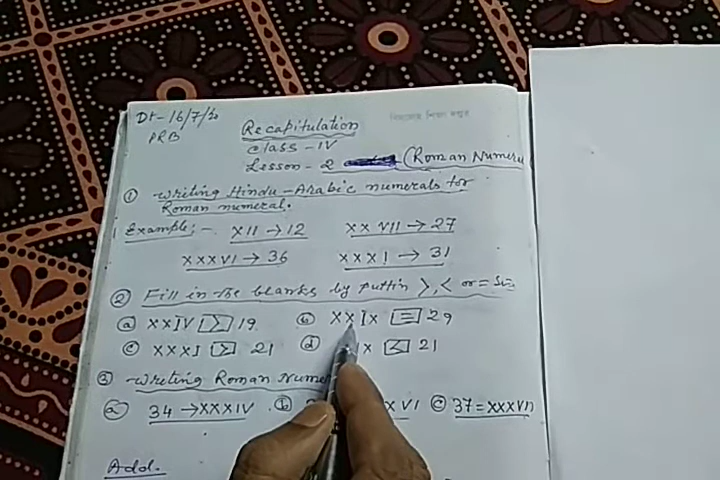 Dt-16/7/20
PRB
Recapitulation
Class-IV
Lesson-2 (Roman Numer
① Writing Hindu-Arabic numerals for
Roman numeral.
Example:- XII → 12 XXVII → 27
XXXVI → 36 XXXI → 31
② Fill in the blanks by puttin >, < or =
ⓐ XXIV [>] 19 ⓑ XXIX [=] 29
ⓒ XXXI [>] 21 ⓓ X [<] 21
③ Writing Roman Nume
ⓐ 34 → XXXIV ⓑ XVI ⓒ 37 = XXXVII
Add.